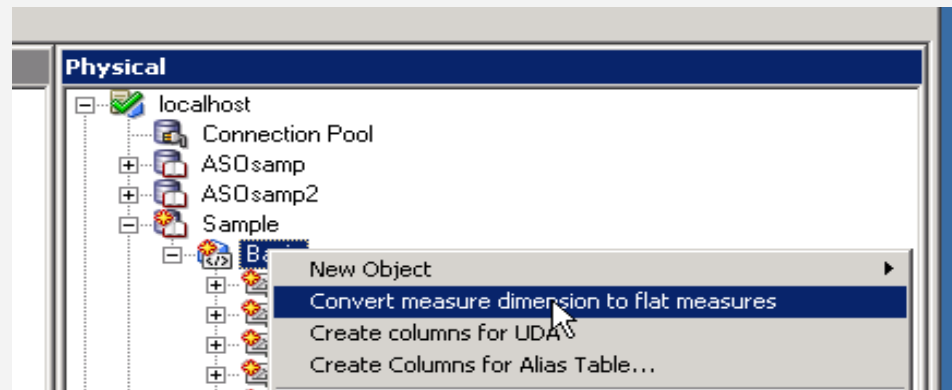 Physical
localhost
Connection Pool
ASOsamp
ASOsamp2
Sample
New Object
Convert measure dimension to flat measures
Create columns for UDA
Create Columns for Alias Table...